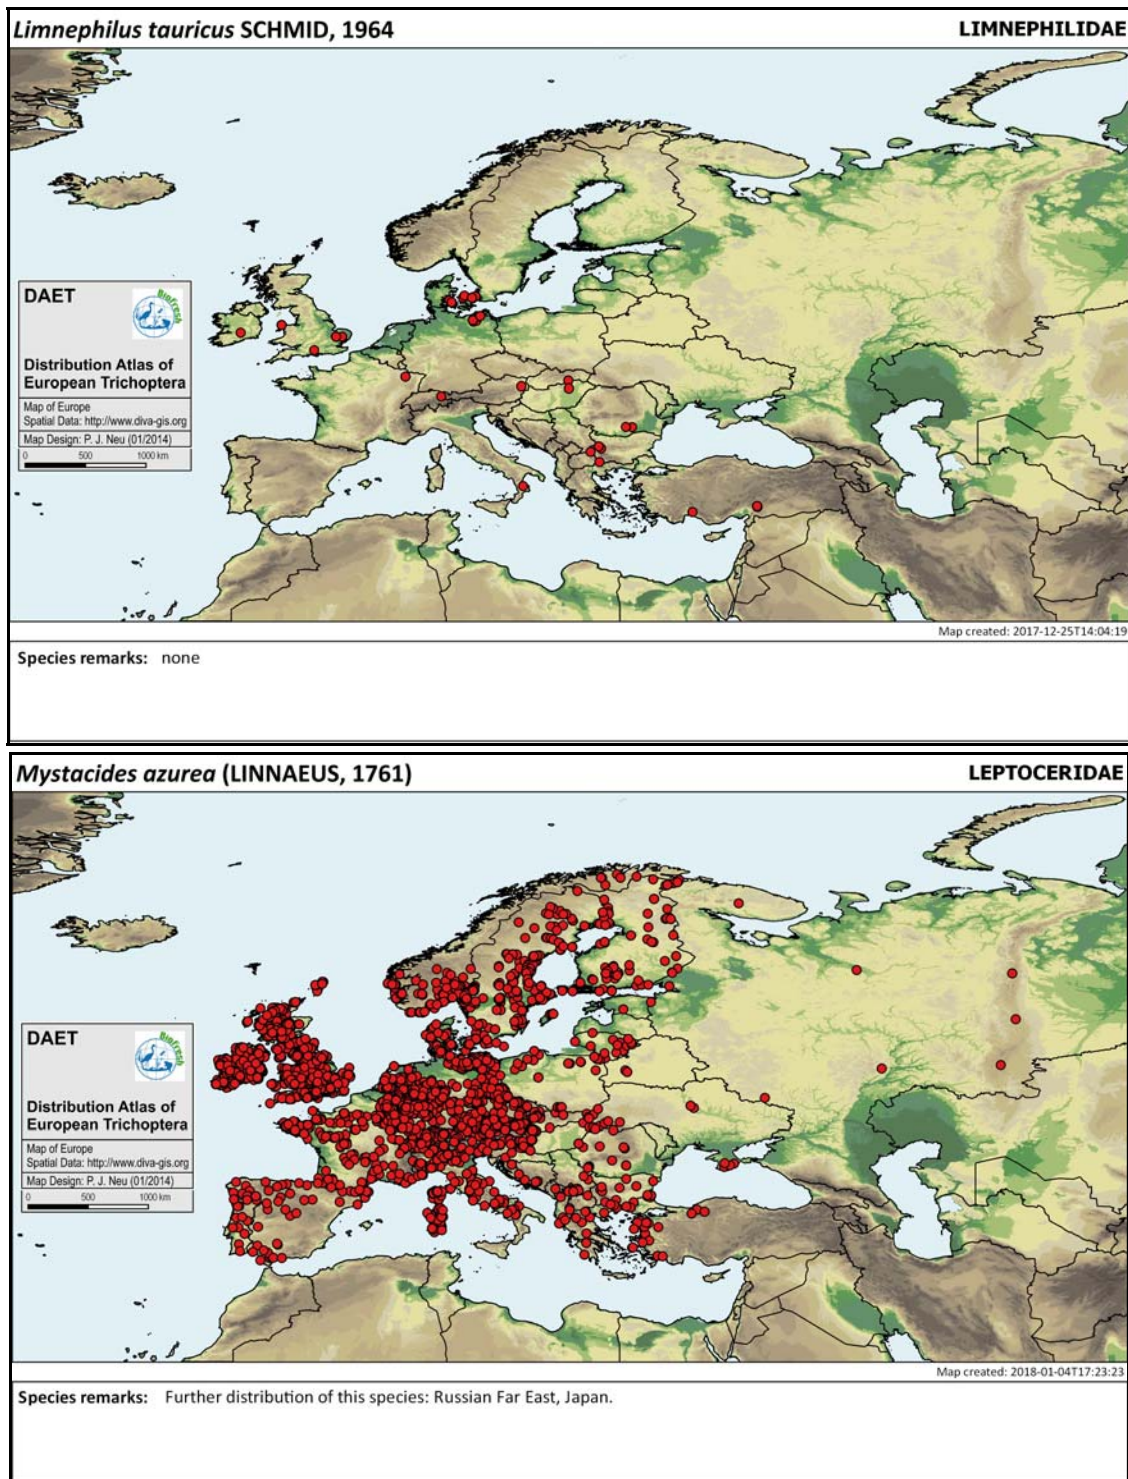 Limnephilus tauricus SCHMID, 1964 LIMNEPHILIDAE
DAET
BioFresh
Distribution Atlas of
European Trichoptera
Map of Europe
Spatial Data: http://www.diva-gis.org
Map Design: P. J. Neu (01/2014)
0 500 1000 km
Map created: 2017-12-25T14:04:19
Species remarks: none
Mystacides azurea (LINNAEUS, 1761) LEPTOCERIDAE
DAET
BioFresh
Distribution Atlas of
European Trichoptera
Map of Europe
Spatial Data: http://www.diva-gis.org
Map Design: P. J. Neu (01/2014)
0 500 1000 km
Map created: 2018-01-04T17:23:23
Species remarks: Further distribution of this species: Russian Far East, Japan.